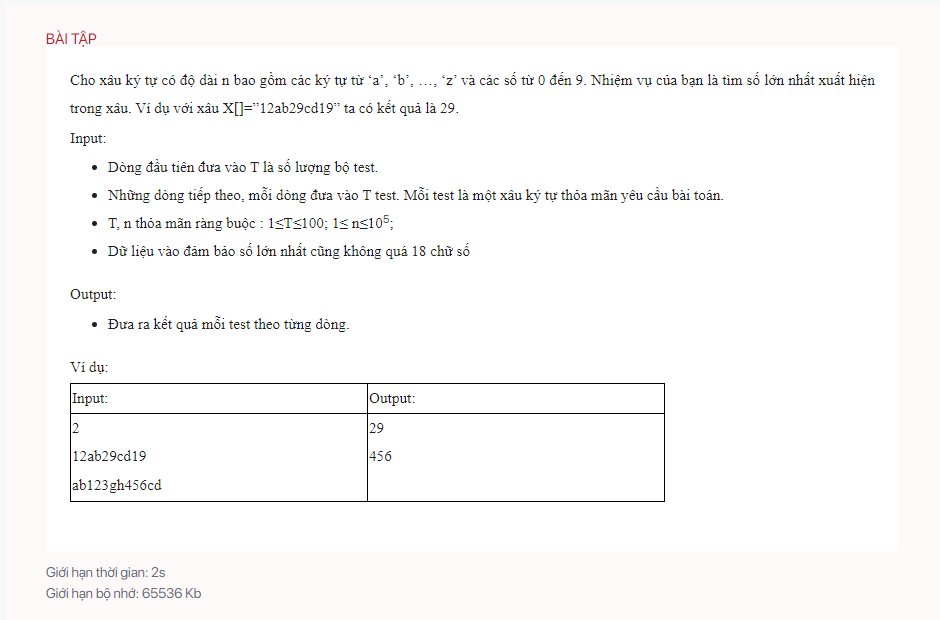 BÀI TẬP
Cho xâu ký tự có độ dài n bao gồm các ký tự từ ‘a’, ‘b’, …, ‘z’ và các số từ 0 đến 9. Nhiệm vụ của bạn là tìm số lớn nhất xuất hiện
trong xâu. Ví dụ với xâu X[]=”12ab29cd19” ta có kết quả là 29.
Input:
• Dòng đầu tiên đưa vào T là số lượng bộ test.
• Những dòng tiếp theo, mỗi dòng đưa vào T test. Mỗi test là một xâu ký tự thỏa mãn yêu cầu bài toán.
• T, n thỏa mãn ràng buộc : 1≤T≤100; 1≤ n≤10⁵;
• Dữ liệu vào đảm bảo số lớn nhất cũng không quá 18 chữ số
Output:
• Đưa ra kết quả mỗi test theo từng dòng.
Ví dụ:
Input: Output:
2 29
12ab29cd19 456
ab123gh456cd
Giới hạn thời gian: 2s
Giới hạn bộ nhớ: 65536 Kb